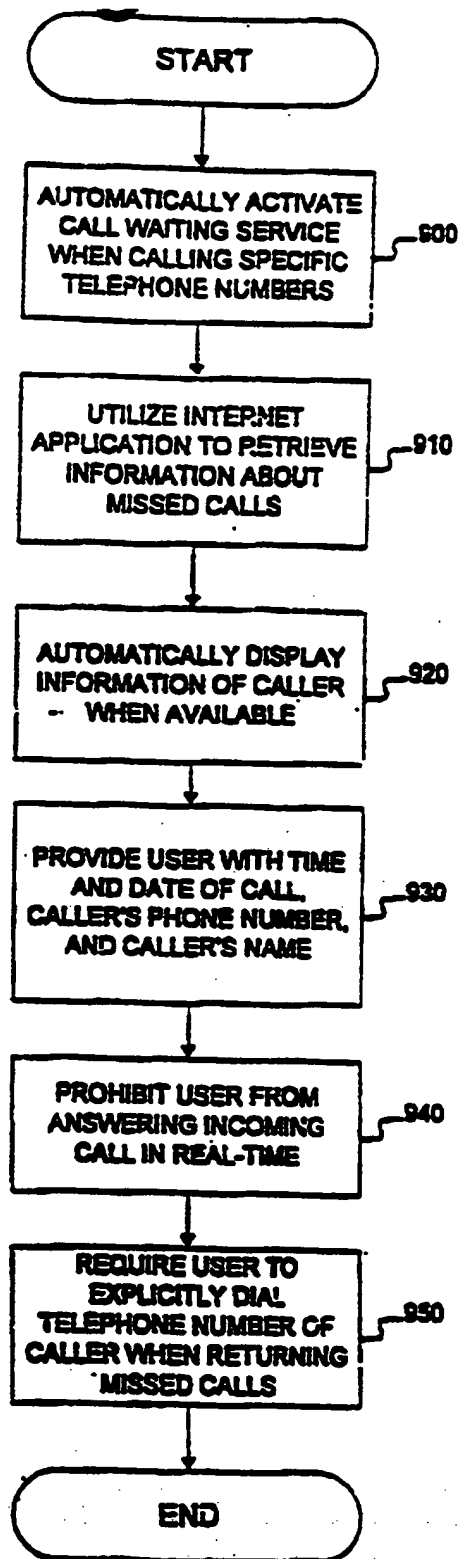 START
AUTOMATICALLY ACTIVATE
CALL WAITING SERVICE
WHEN CALLING SPECIFIC
TELEPHONE NUMBERS
900
UTILIZE INTERNET
APPLICATION TO RETRIEVE
INFORMATION ABOUT
MISSED CALLS
910
AUTOMATICALLY DISPLAY
INFORMATION OF CALLER
WHEN AVAILABLE
920
PROVIDE USER WITH TIME
AND DATE OF CALL,
CALLER'S PHONE NUMBER,
AND CALLER'S NAME
930
PROHIBIT USER FROM
ANSWERING INCOMING
CALL IN REAL-TIME
940
REQUIRE USER TO
EXPLICITLY DIAL
TELEPHONE NUMBER OF
CALLER WHEN RETURNING
MISSED CALLS
950
END